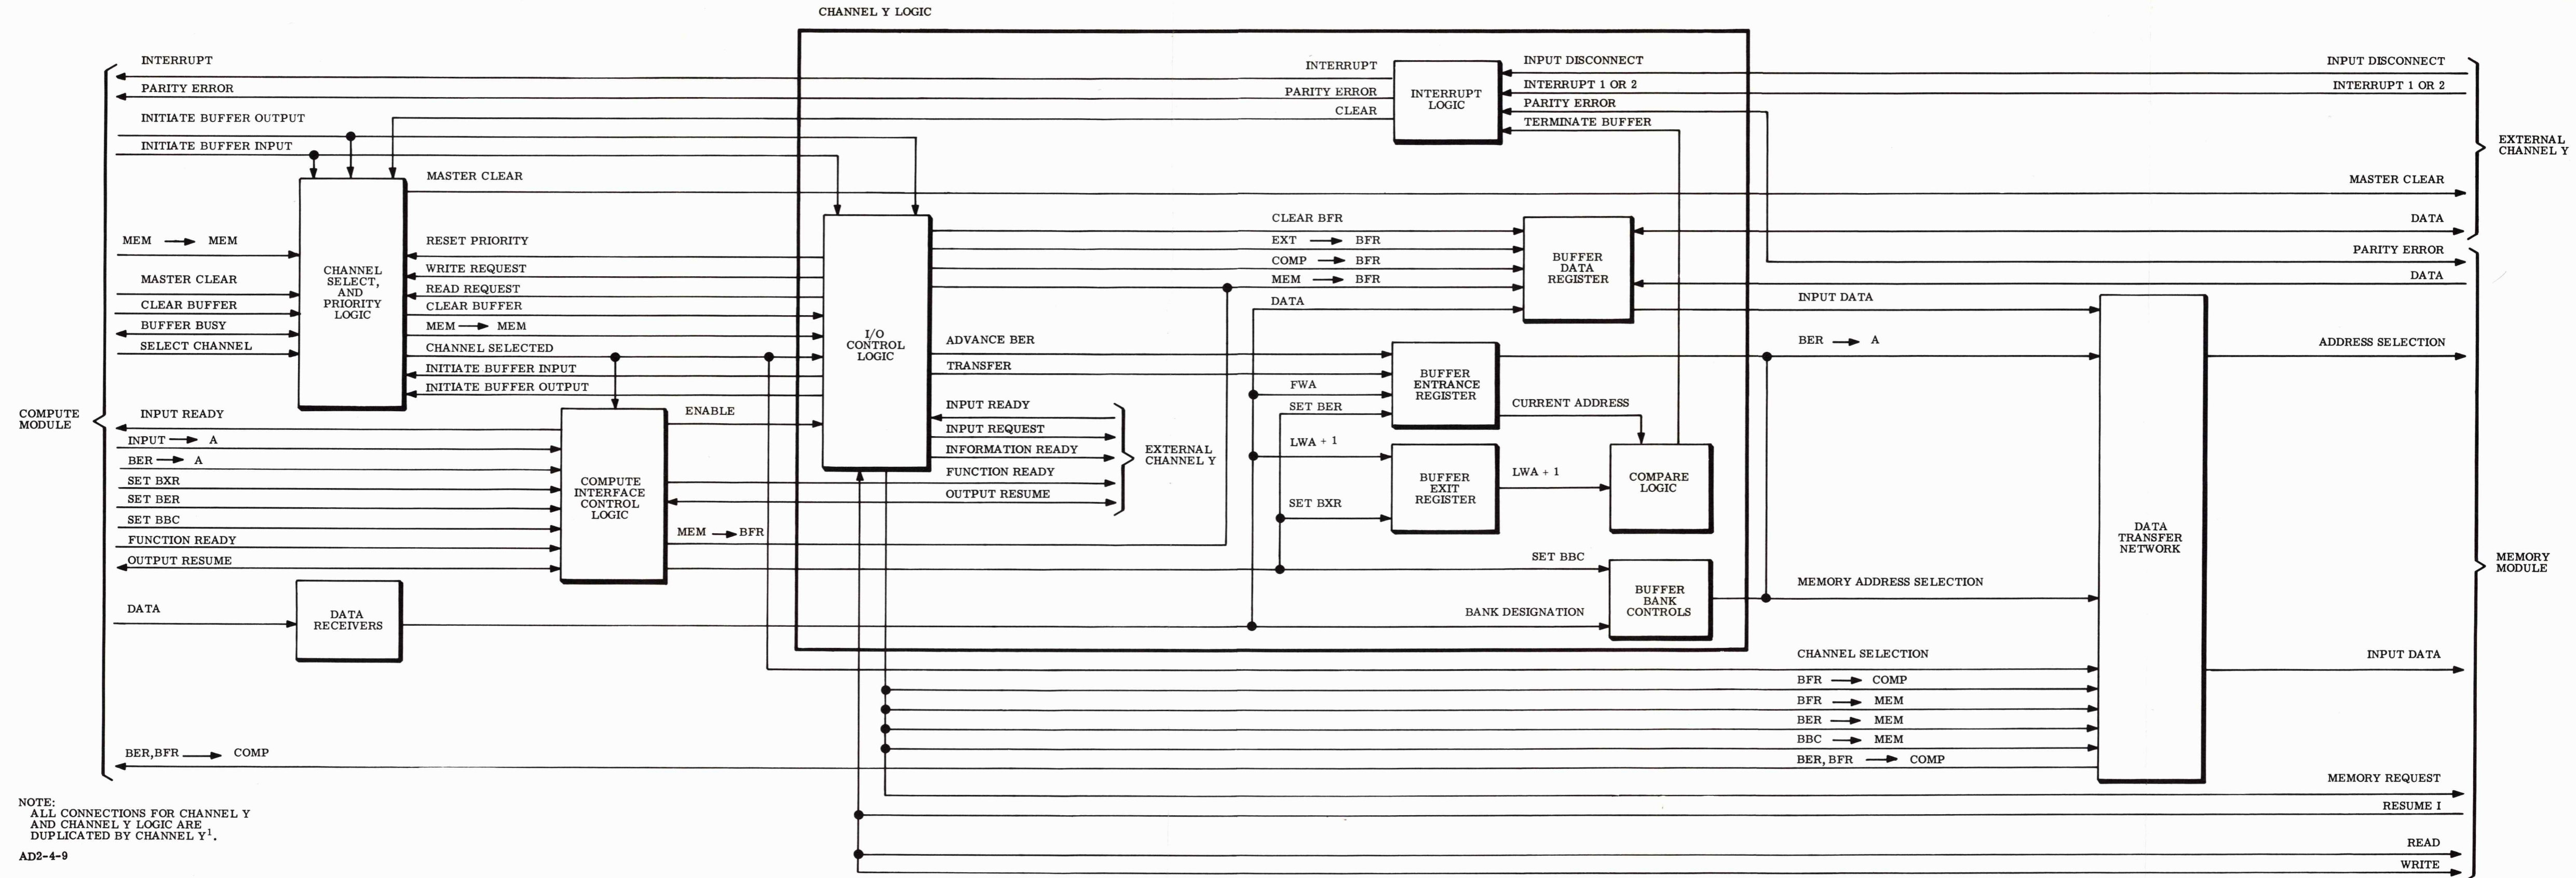 CHANNEL Y LOGIC
INTERRUPT
PARITY ERROR
INITIATE BUFFER OUTPUT
INITIATE BUFFER INPUT
INTERRUPT
PARITY ERROR
CLEAR
INTERRUPT
LOGIC
INPUT DISCONNECT
INTERRUPT 1 OR 2
PARITY ERROR
TERMINATE BUFFER
INPUT DISCONNECT
INTERRUPT 1 OR 2
EXTERNAL
CHANNEL Y
MASTER CLEAR
MASTER CLEAR
DATA
PARITY ERROR
DATA
MEM → MEM
MASTER CLEAR
CLEAR BUFFER
BUFFER BUSY
SELECT CHANNEL
CHANNEL
SELECT,
AND
PRIORITY
LOGIC
RESET PRIORITY
WRITE REQUEST
READ REQUEST
CLEAR BUFFER
MEM → MEM
CHANNEL SELECTED
INITIATE BUFFER INPUT
INITIATE BUFFER OUTPUT
I/O
CONTROL
LOGIC
CLEAR BFR
EXT → BFR
COMP → BFR
MEM → BFR
DATA
BUFFER
DATA
REGISTER
INPUT DATA
ADVANCE BER
TRANSFER
FWA
SET BER
BUFFER
ENTRANCE
REGISTER
BER → A
ADDRESS SELECTION
CURRENT ADDRESS
COMPUTE
MODULE
INPUT READY
INPUT → A
BER → A
SET BXR
SET BER
SET BBC
FUNCTION READY
OUTPUT RESUME
COMPUTE
INTERFACE
CONTROL
LOGIC
ENABLE
MEM → BFR
INPUT READY
INPUT REQUEST
INFORMATION READY
FUNCTION READY
OUTPUT RESUME
EXTERNAL
CHANNEL Y
LWA + 1
SET BXR
BUFFER
EXIT
REGISTER
LWA + 1
COMPARE
LOGIC
DATA
TRANSFER
NETWORK
MEMORY
MODULE
SET BBC
BANK DESIGNATION
BUFFER
BANK
CONTROLS
MEMORY ADDRESS SELECTION
DATA
DATA
RECEIVERS
CHANNEL SELECTION
BFR → COMP
BFR → MEM
BER → MEM
BBC → MEM
BER, BFR → COMP
INPUT DATA
BER,BFR → COMP
MEMORY REQUEST
RESUME I
READ
WRITE
NOTE:
ALL CONNECTIONS FOR CHANNEL Y
AND CHANNEL Y LOGIC ARE
DUPLICATED BY CHANNEL Y¹.
AD2-4-9